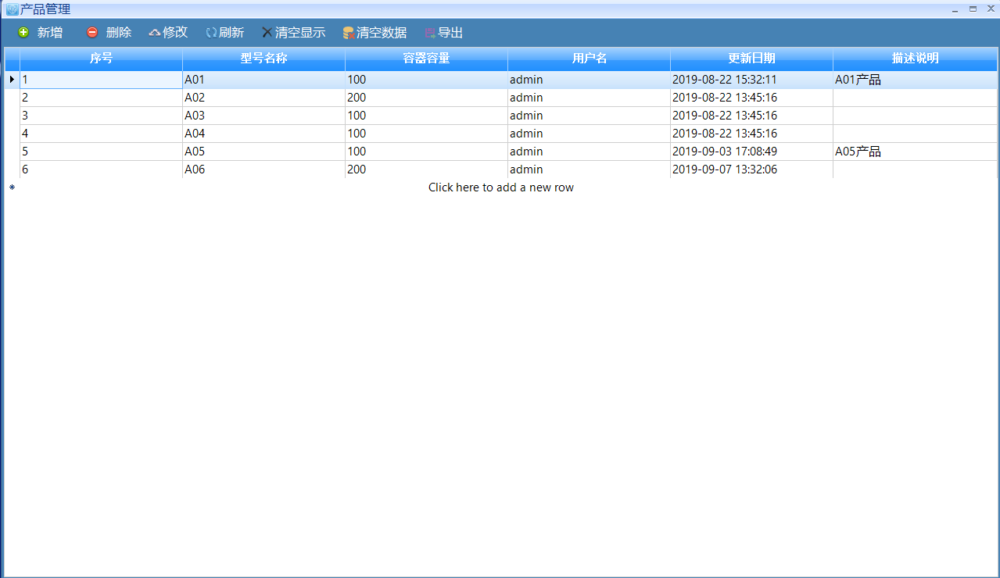 产品管理
新增 删除 修改 刷新 清空显示 清空数据 导出
序号 型号名称 容器容量 用户名 更新日期 描述说明
1 A01 100 admin 2019-08-22 15:32:11 A01产品
2 A02 200 admin 2019-08-22 13:45:16
3 A03 100 admin 2019-08-22 13:45:16
4 A04 100 admin 2019-08-22 13:45:16
5 A05 100 admin 2019-09-03 17:08:49 A05产品
6 A06 200 admin 2019-09-07 13:32:06
Click here to add a new row